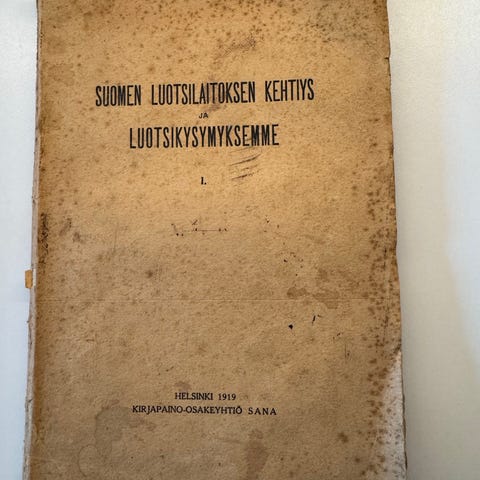 SUOMEN LUOTSILAITOKSEN KEHTIYS
JA
LUOTSIKYSYMYKSEMME
I.
HELSINKI 1919
KIRJAPAINO-OSAKEYHTIÖ SANA